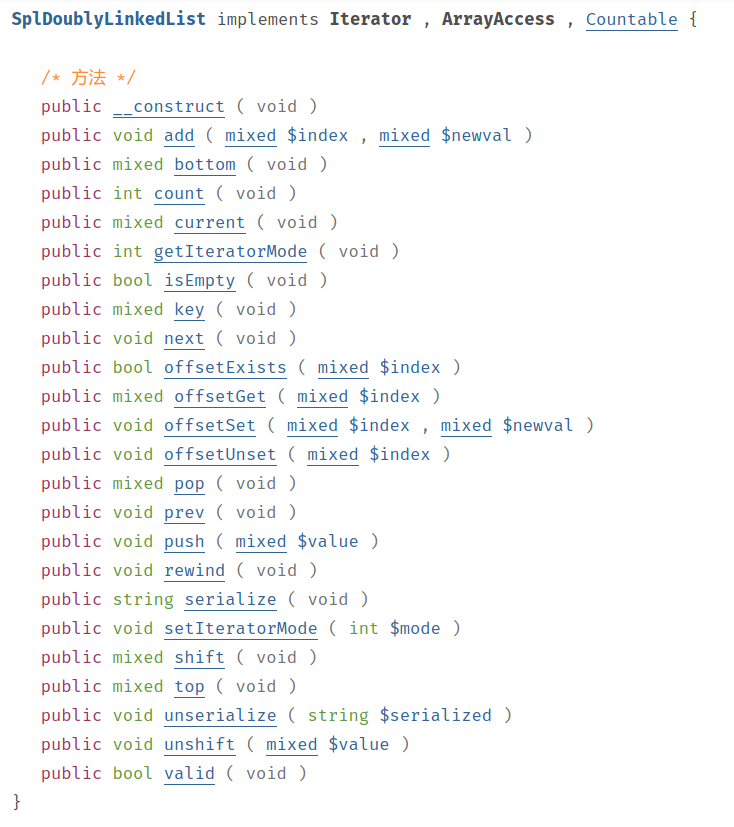 SplDoublyLinkedList implements Iterator , ArrayAccess , Countable {
/* 方法 */
public __construct ( void )
public void add ( mixed $index , mixed $newval )
public mixed bottom ( void )
public int count ( void )
public mixed current ( void )
public int getIteratorMode ( void )
public bool isEmpty ( void )
public mixed key ( void )
public void next ( void )
public bool offsetExists ( mixed $index )
public mixed offsetGet ( mixed $index )
public void offsetSet ( mixed $index , mixed $newval )
public void offsetUnset ( mixed $index )
public mixed pop ( void )
public void prev ( void )
public void push ( mixed $value )
public void rewind ( void )
public string serialize ( void )
public void setIteratorMode ( int $mode )
public mixed shift ( void )
public mixed top ( void )
public void unserialize ( string $serialized )
public void unshift ( mixed $value )
public bool valid ( void )
}